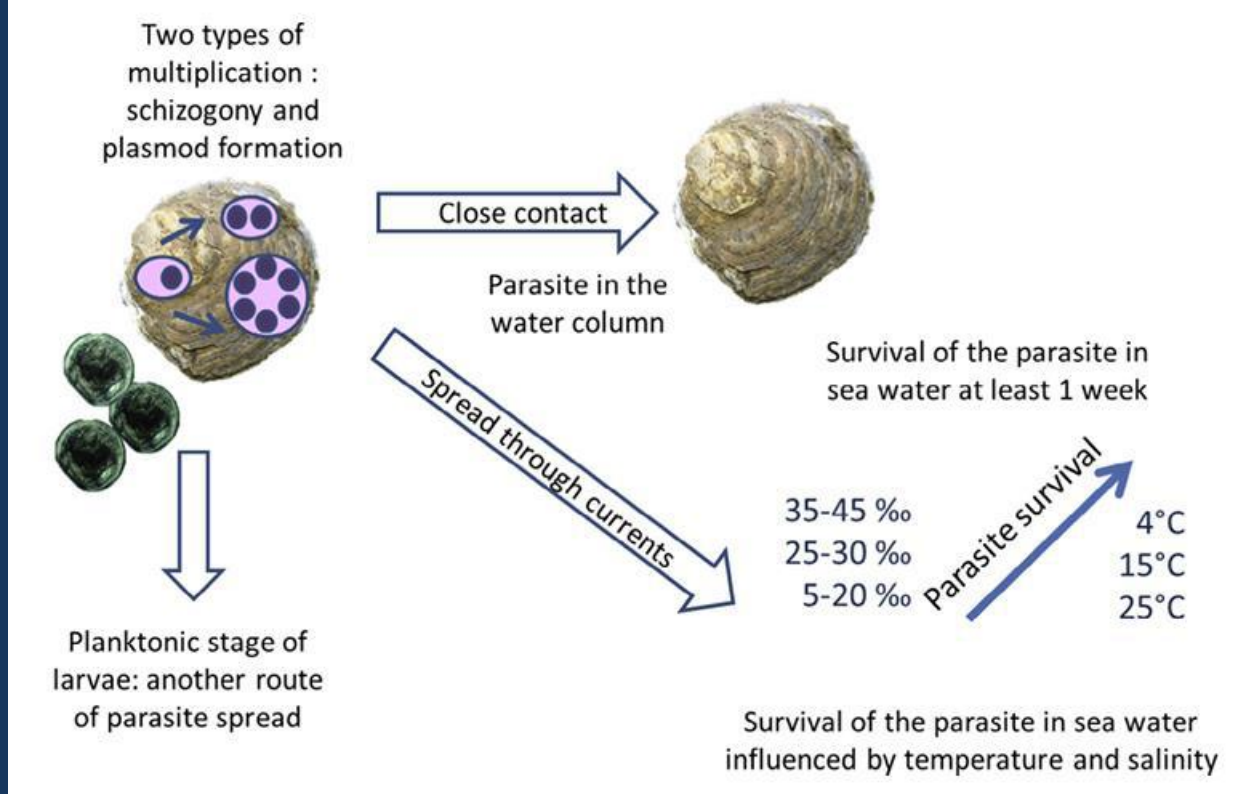 Two types of
multiplication :
schizogony and
plasmod formation
Close contact
Parasite in the
water column
Spread through currents
Survival of the parasite in
sea water at least 1 week
35-45 ‰
25-30 ‰
5-20 ‰
Parasite survival
4°C
15°C
25°C
Planktonic stage of
larvae: another route
of parasite spread
Survival of the parasite in sea water
influenced by temperature and salinity